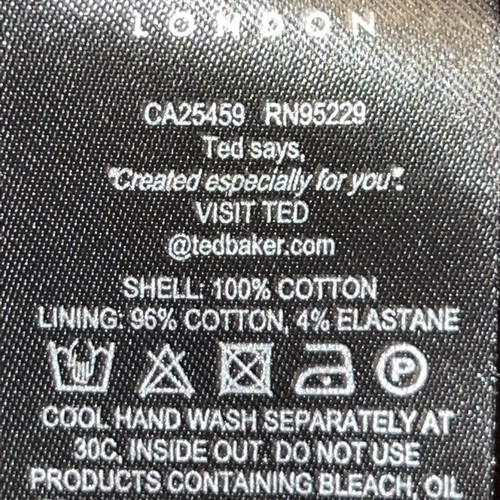 LONDON
CA25459 RN95229
Ted says,
"Created especially for you".
VISIT TED
@tedbaker.com
SHELL: 100% COTTON
LINING: 96% COTTON, 4% ELASTANE
P
COOL HAND WASH SEPARATELY AT
30C, INSIDE OUT. DO NOT USE
PRODUCTS CONTAINING BLEACH, OIL